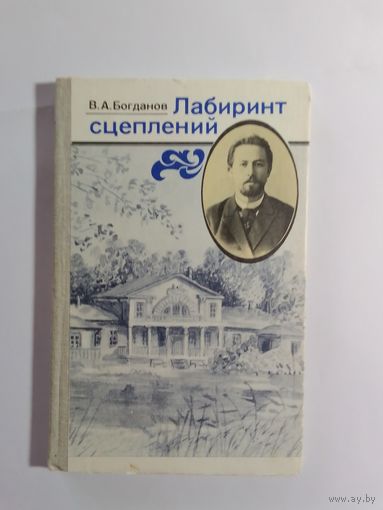 В. А. Богданов Лабиринт
сцеплений
www.ay.by